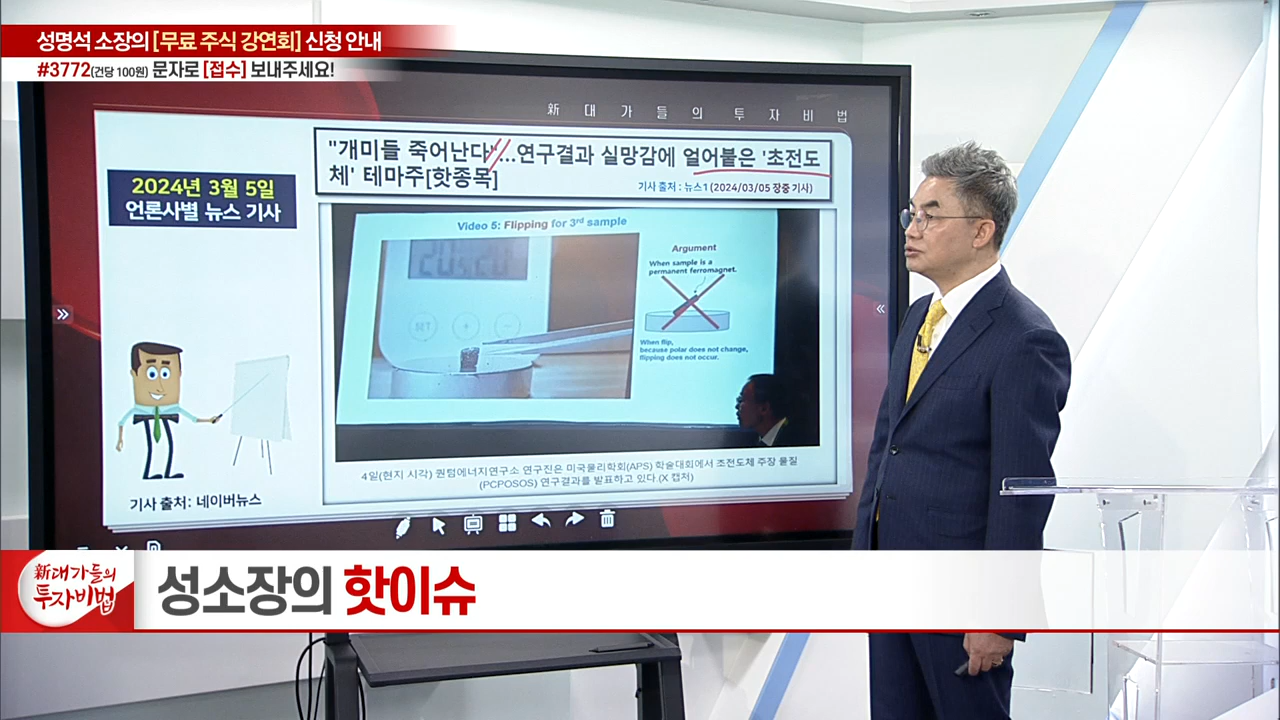 성명석 소장의 [무료 주식 강연회] 신청 안내
#3772(건당 100원) 문자로 [접수] 보내주세요!
新 대 가 들 의 투 자 비 법
2024년 3월 5일
언론사별 뉴스 기사
"개미들 죽어난다"...연구결과 실망감에 얼어붙은 '초전도
체' 테마주[핫종목]
기사 출처 : 뉴스1 (2024/03/05 장중 기사)
Video 5: Flipping for 3rd sample
Argument
When sample is a
permanent ferromagnet.
When flip,
because polar does not change,
flipping does not occur.
4일(현지 시각) 퀀텀에너지연구소 연구진은 미국물리학회(APS) 학술대회에서 초전도체 주장 물질
(PCPOSOS) 연구결과를 발표하고 있다.(X 캡처)
기사 출처: 네이버뉴스
新대가들의
투자비법
성소장의 핫이슈